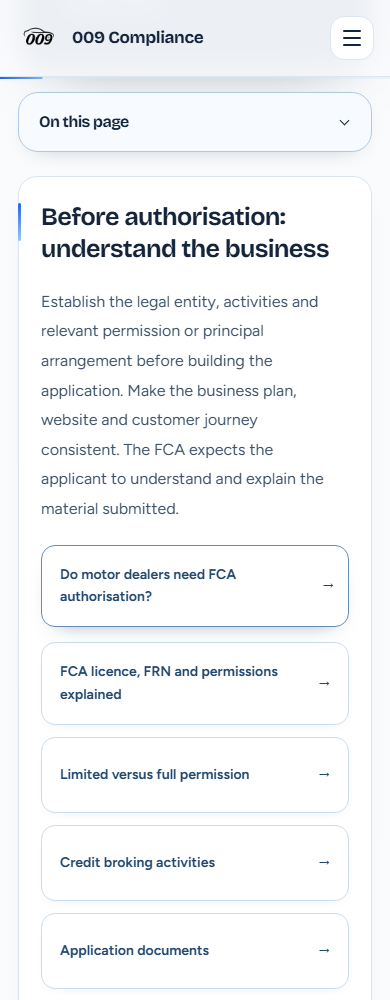 009
009 Compliance
On this page
Before authorisation:
understand the business
Establish the legal entity, activities and
relevant permission or principal
arrangement before building the
application. Make the business plan,
website and customer journey
consistent. The FCA expects the
applicant to understand and explain the
material submitted.
Do motor dealers need FCA
authorisation?
→
FCA licence, FRN and permissions
explained
→
Limited versus full permission →
Credit broking activities →
Application documents →